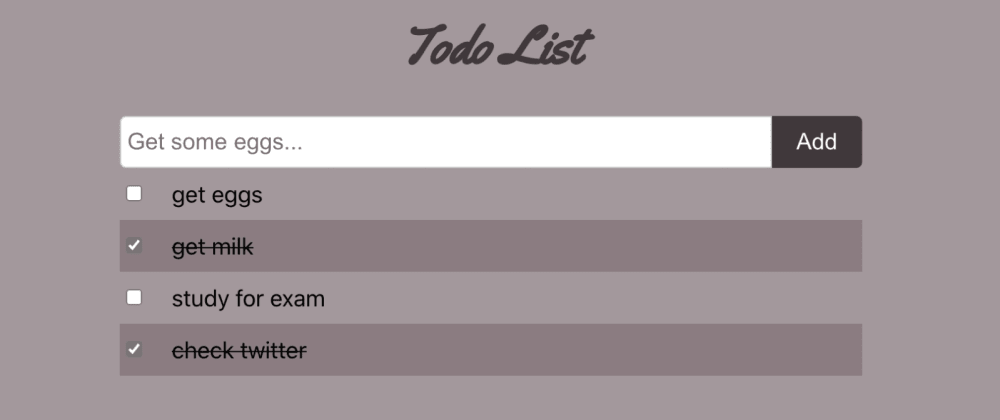 Todo List
Get some eggs...
Add
get eggs
get milk
study for exam
check twitter